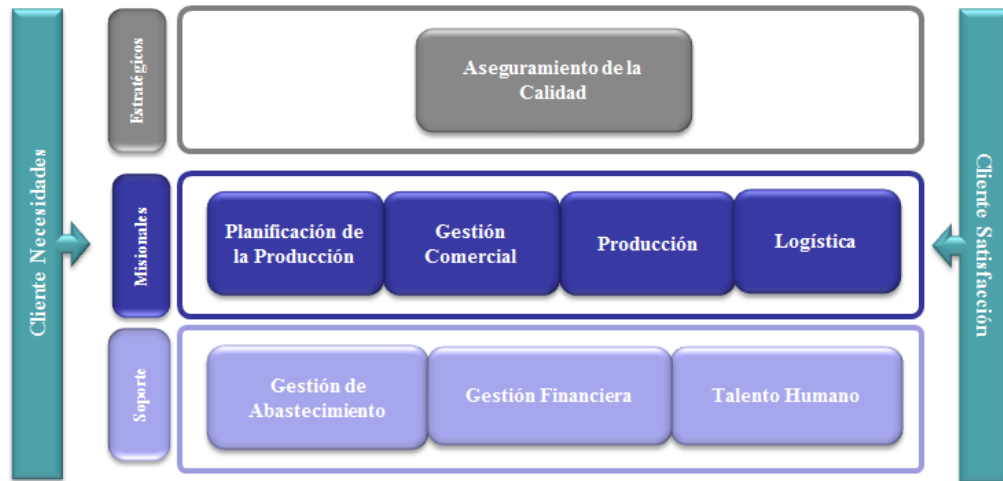 Cliente Necesidades
Estratégicos
Aseguramiento de la
Calidad
Misionales
Planificación de
la Producción
Gestión
Comercial
Producción
Logística
Soporte
Gestión de
Abastecimiento
Gestión Financiera
Talento Humano
Cliente Satisfacción